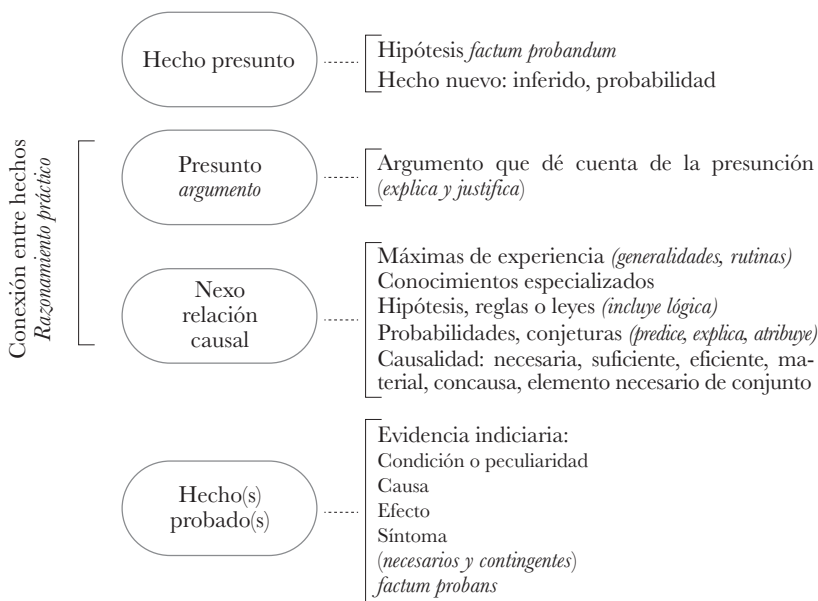 Hecho presunto
Hipótesis factum probandum
Hecho nuevo: inferido, probabilidad
Conexión entre hechos
Razonamiento práctico
Presunto
argumento
Argumento que dé cuenta de la presunción
(explica y justifica)
Nexo
relación
causal
Máximas de experiencia (generalidades, rutinas)
Conocimientos especializados
Hipótesis, reglas o leyes (incluye lógica)
Probabilidades, conjeturas (predice, explica, atribuye)
Causalidad: necesaria, suficiente, eficiente, ma-
terial, concausa, elemento necesario de conjunto
Hecho(s)
probado(s)
Evidencia indiciaria:
Condición o peculiaridad
Causa
Efecto
Síntoma
(necesarios y contingentes)
factum probans